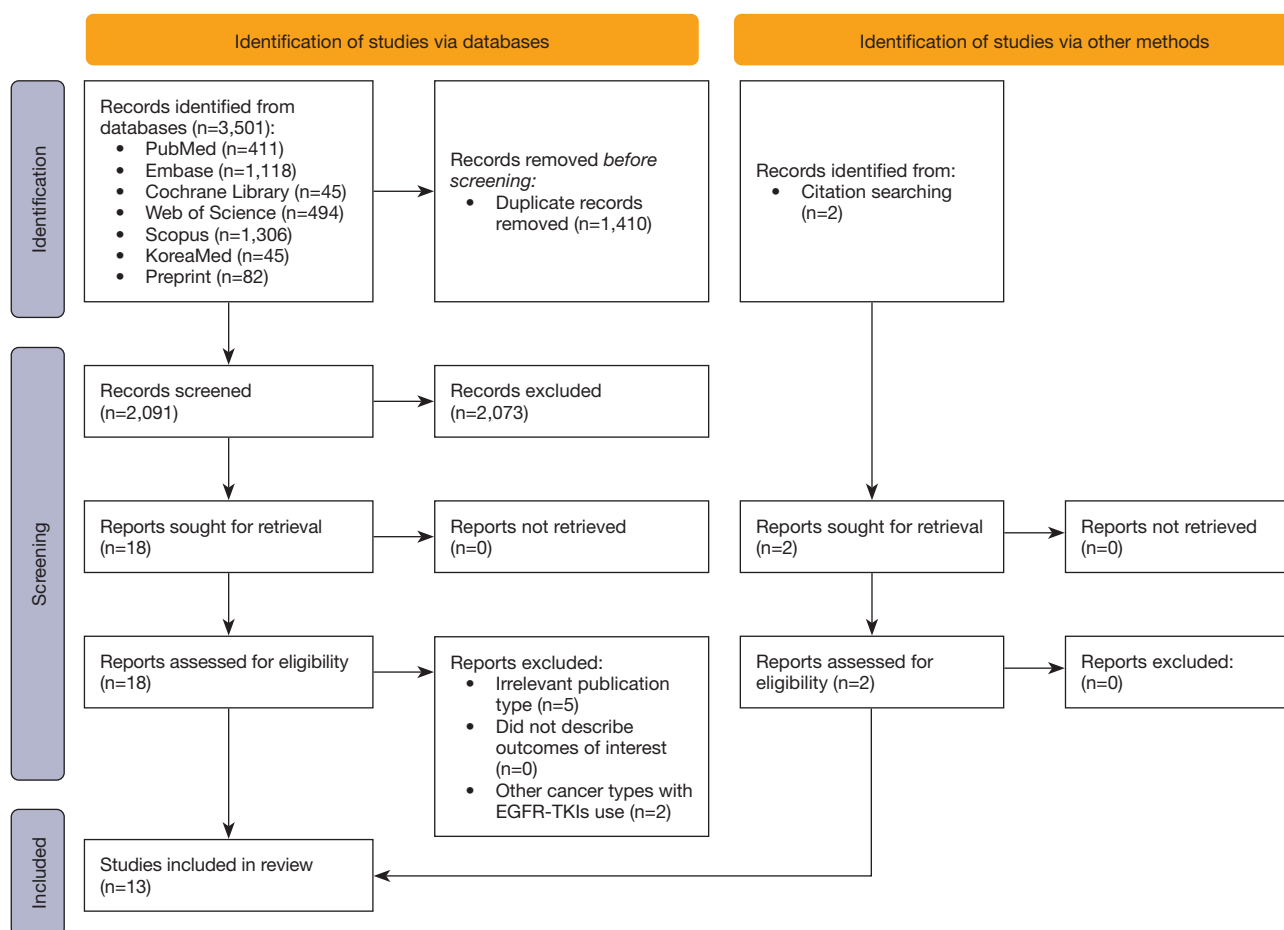 Identification of studies via databases
Identification of studies via other methods
Identification
Records identified from
databases (n=3,501):
• PubMed (n=411)
• Embase (n=1,118)
• Cochrane Library (n=45)
• Web of Science (n=494)
• Scopus (n=1,306)
• KoreaMed (n=45)
• Preprint (n=82)
Records removed before
screening:
• Duplicate records
removed (n=1,410)
Records identified from:
• Citation searching
(n=2)
Screening
Records screened
(n=2,091)
Records excluded
(n=2,073)
Reports sought for retrieval
(n=18)
Reports not retrieved
(n=0)
Reports sought for retrieval
(n=2)
Reports not retrieved
(n=0)
Reports assessed for eligibility
(n=18)
Reports excluded:
• Irrelevant publication
type (n=5)
• Did not describe
outcomes of interest
(n=0)
• Other cancer types with
EGFR-TKIs use (n=2)
Reports assessed for
eligibility (n=2)
Reports excluded:
(n=0)
Included
Studies included in review
(n=13)